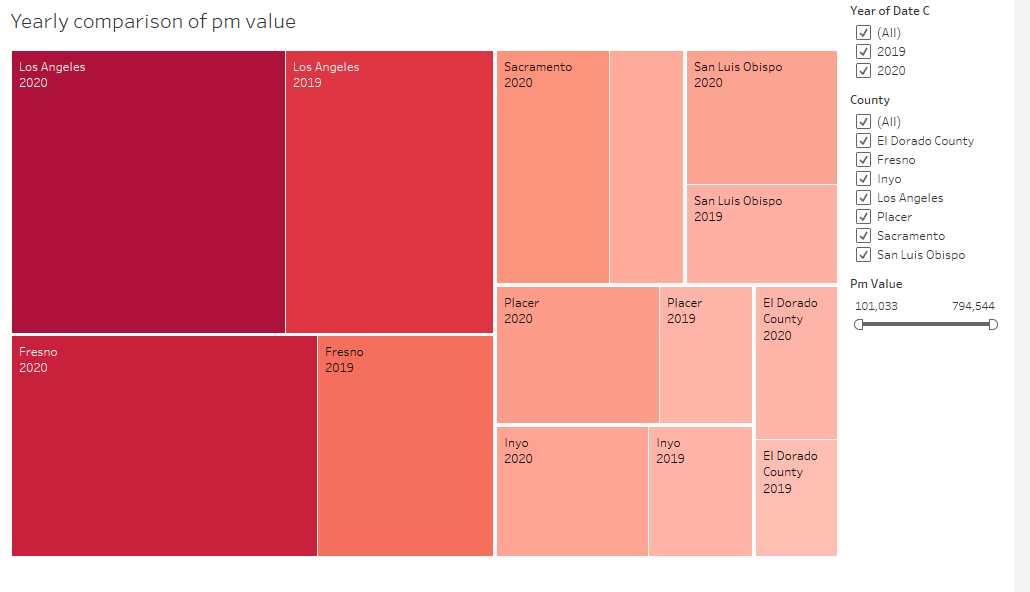 Yearly comparison of pm value
Los Angeles
2020
Los Angeles
2019
Fresno
2020
Fresno
2019
Sacramento
2020
San Luis Obispo
2020
San Luis Obispo
2019
Placer
2020
Placer
2019
Inyo
2020
Inyo
2019
El Dorado
County
2020
El Dorado
County
2019
Year of Date C
(All)
2019
2020
County
(All)
El Dorado County
Fresno
Inyo
Los Angeles
Placer
Sacramento
San Luis Obispo
Pm Value
101,033 794,544